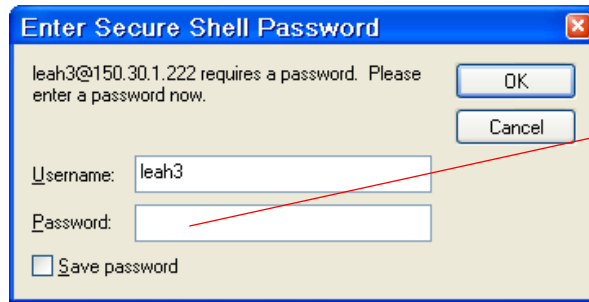 Enter Secure Shell Password
leah3@150.30.1.222 requires a password. Please
enter a password now.
OK
Cancel
Username: leah3
Password:
Save password